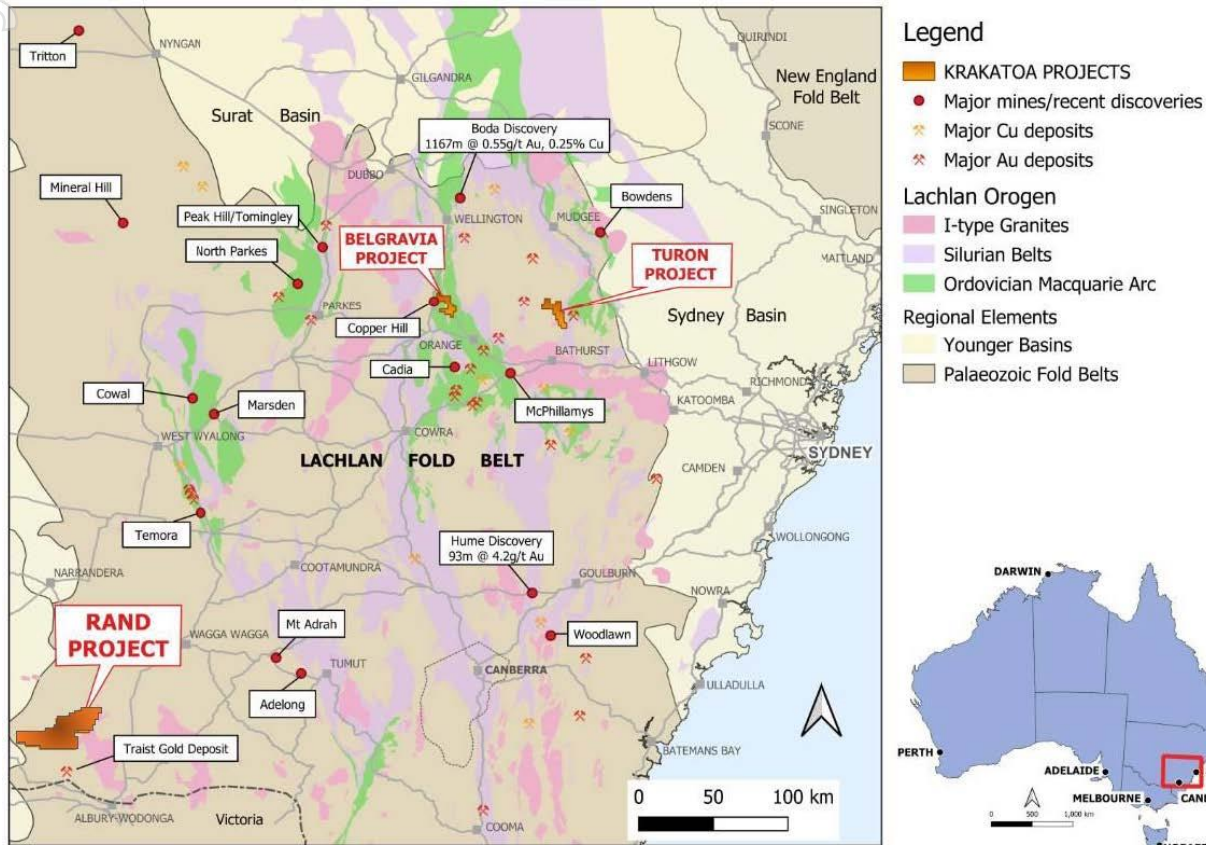 Tritton
NYNGAN
QUIRINDI
GILGANDRA
New England
Fold Belt
Surat Basin
SCONE
Boda Discovery
1167m @ 0.55g/t Au, 0.25% Cu
DUBBO
Mineral Hill
Bowdens
Peak Hill/Tomingley
WELLINGTON
MUDGEE
SINGLETON
BELGRAVIA
PROJECT
TURON
PROJECT
North Parkes
MAITLAND
PARKES
Copper Hill
Sydney Basin
ORANGE
BATHURST
LITHGOW
Cadia
RICHMOND
Cowal
Marsden
McPhillamys
KATOOMBA
WEST WYALONG
COWRA
SYDNEY
LACHLAN FOLD BELT
CAMDEN
Temora
Hume Discovery
93m @ 4.2g/t Au
WOLLONGONG
COOTAMUNDRA
NARRANDERA
GOULBURN
NOWRA
RAND
PROJECT
WAGGA WAGGA
Mt Adrah
Woodlawn
TUMUT
CANBERRA
ULLADULLA
Adelong
Traist Gold Deposit
BATEMANS BAY
ALBURY-WODONGA
Victoria
COOMA
0 50 100 km
Legend
KRAKATOA PROJECTS
Major mines/recent discoveries
Major Cu deposits
Major Au deposits
Lachlan Orogen
I-type Granites
Silurian Belts
Ordovician Macquarie Arc
Regional Elements
Younger Basins
Palaeozoic Fold Belts
DARWIN
PERTH
ADELAIDE
MELBOURNE
CAN
0 500 1,000 km